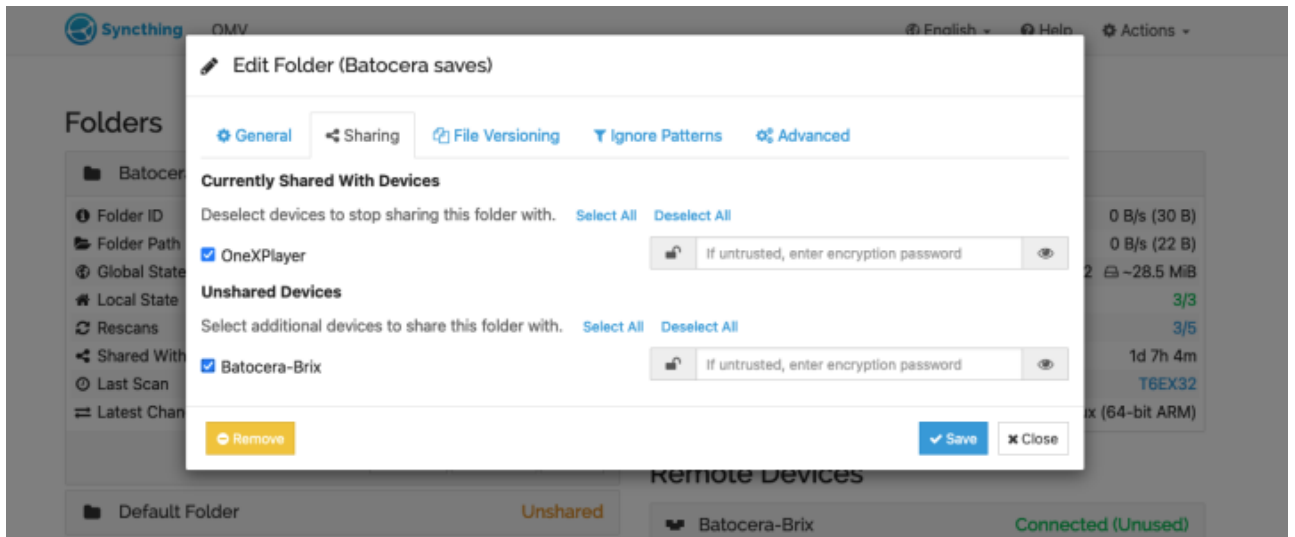 Syncthing OMV English Help Actions
Edit Folder (Batocera saves)
Folders
General Sharing File Versioning Ignore Patterns Advanced
Currently Shared With Devices
Deselect devices to stop sharing this folder with. Select All Deselect All
OneXPlayer If untrusted, enter encryption password
Unshared Devices
Select additional devices to share this folder with. Select All Deselect All
Batocera-Brix If untrusted, enter encryption password
Remove Save Close
Folder ID
Folder Path
Global State
Local State
Rescans
Shared With
Last Scan
0 B/s (30 B)
0 B/s (22 B)
~28.5 MiB
3/3
3/5
1d 7h 4m
T6EX32
(64-bit ARM)
Remote Devices
Default Folder Unshared
Batocera-Brix Connected (Unused)